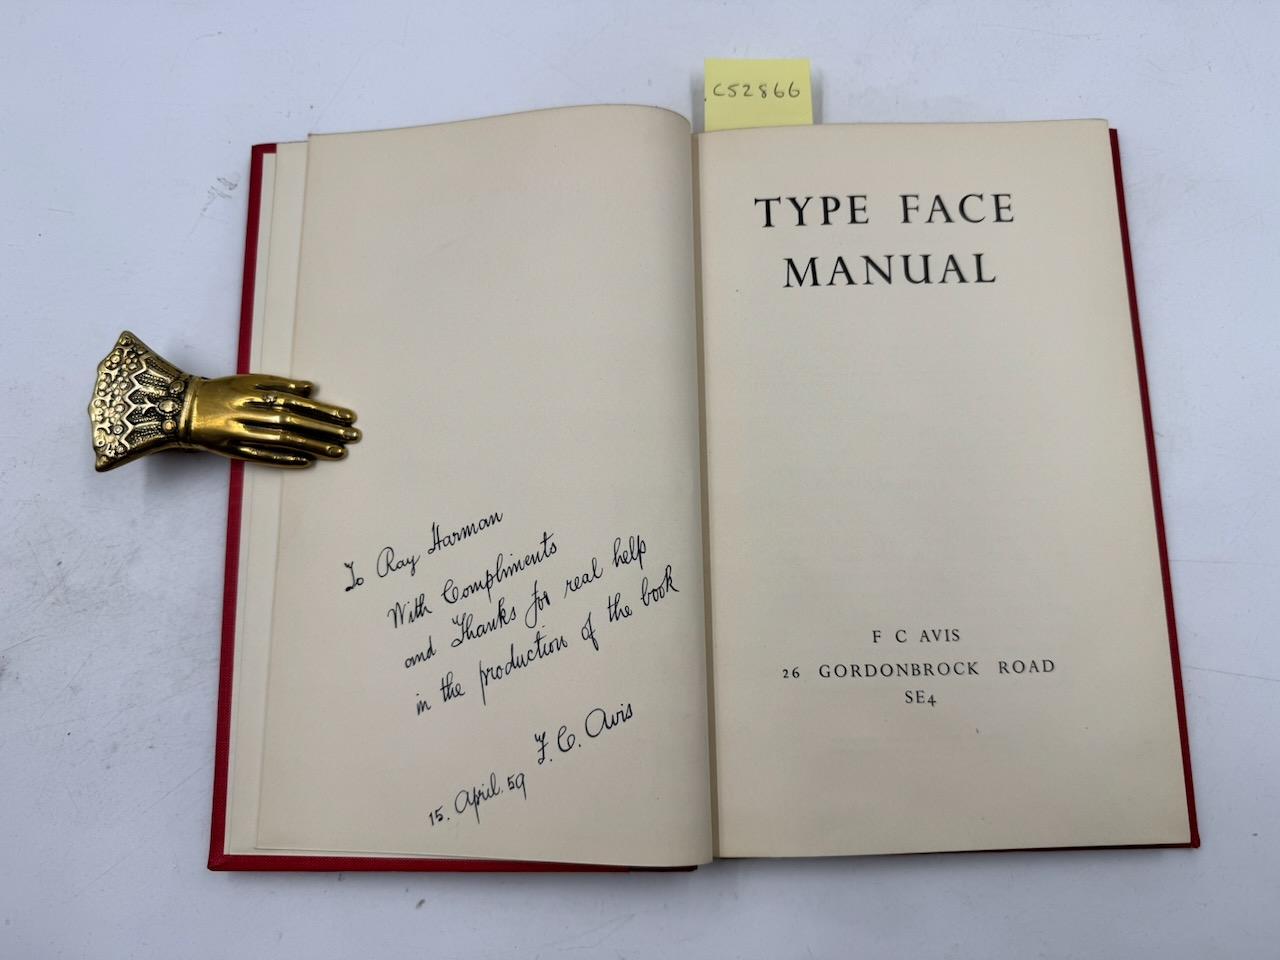 C52866
To Ray Harman
With Compliments
and Thanks for real help
in the production of the book
F. C. Avis
15. April. 59
TYPE FACE
MANUAL
F C AVIS
26 GORDONBROCK ROAD
SE4